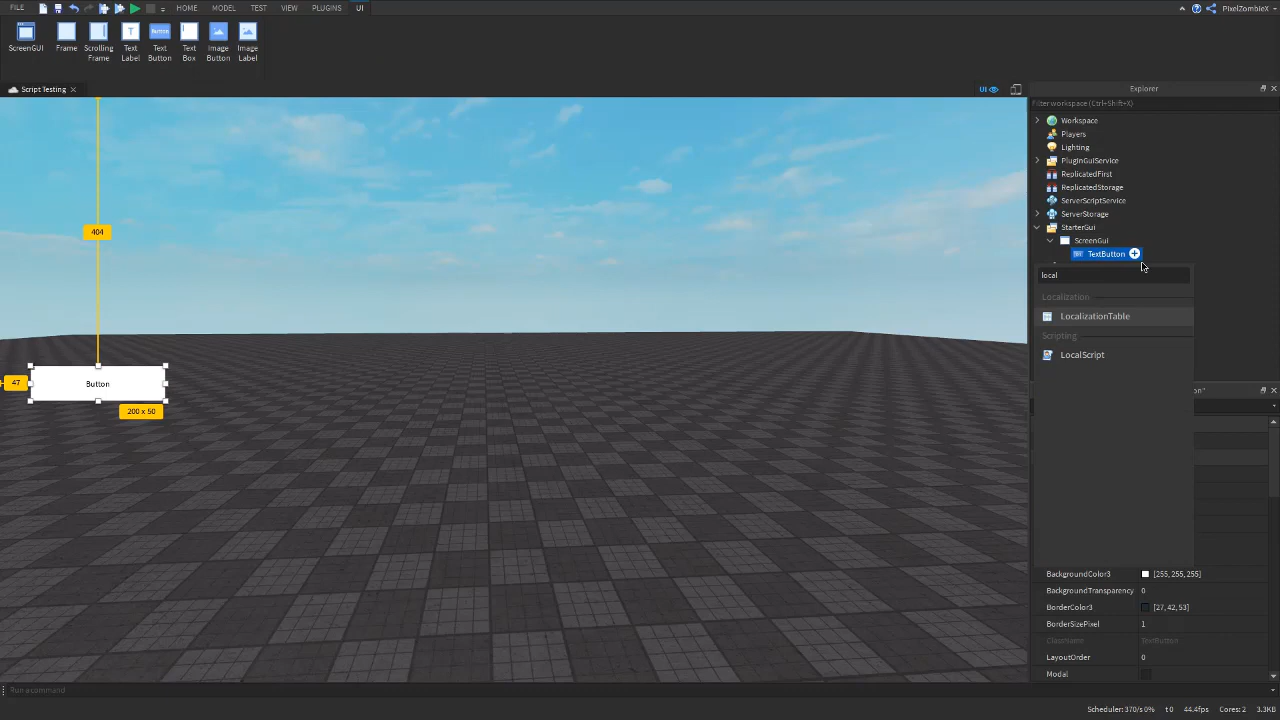 FILE
HOME
MODEL
TEST
VIEW
PLUGINS
UI
PixelZombieX
ScreenGUI
Frame
Scrolling
Frame
T
Text
Label
Button
Text
Button
Text
Box
Image
Button
Image
Label
Script Testing
UI
Explorer
Filter workspace (Ctrl+Shift+X)
Workspace
Players
Lighting
PluginGuiService
ReplicatedFirst
ReplicatedStorage
ServerScriptService
ServerStorage
StarterGui
ScreenGui
TextButton
local
Localization
LocalizationTable
Scripting
LocalScript
404
47
Button
200 x 50
on"
BackgroundColor3 [255,255,255]
BackgroundTransparency 0
BorderColor3 [27,42,53]
BorderSizePixel 1
ClassName TextButton
LayoutOrder 0
Modal
Run a command
Scheduler: 370/s 0% t 0 44.4fps Cores: 2 3.3KB